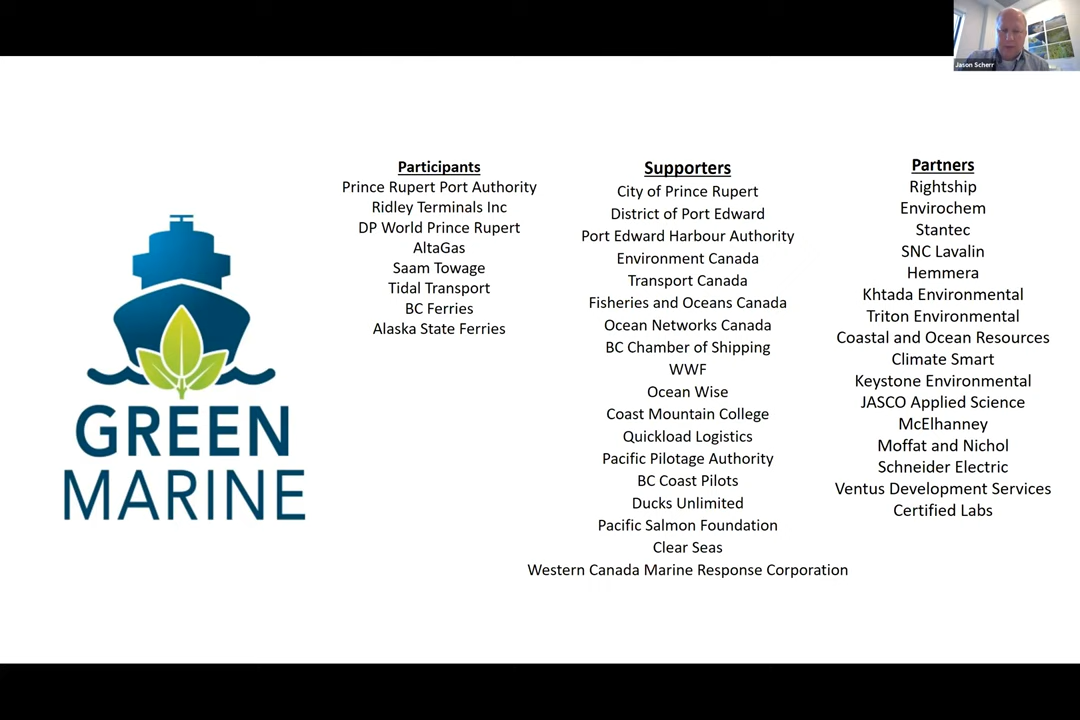 Jason Scherr
GREEN
MARINE
Participants
Prince Rupert Port Authority
Ridley Terminals Inc
DP World Prince Rupert
AltaGas
Saam Towage
Tidal Transport
BC Ferries
Alaska State Ferries
Supporters
City of Prince Rupert
District of Port Edward
Port Edward Harbour Authority
Environment Canada
Transport Canada
Fisheries and Oceans Canada
Ocean Networks Canada
BC Chamber of Shipping
WWF
Ocean Wise
Coast Mountain College
Quickload Logistics
Pacific Pilotage Authority
BC Coast Pilots
Ducks Unlimited
Pacific Salmon Foundation
Clear Seas
Western Canada Marine Response Corporation
Partners
Rightship
Envirochem
Stantec
SNC Lavalin
Hemmera
Khtada Environmental
Triton Environmental
Coastal and Ocean Resources
Climate Smart
Keystone Environmental
JASCO Applied Science
McElhanney
Moffat and Nichol
Schneider Electric
Ventus Development Services
Certified Labs